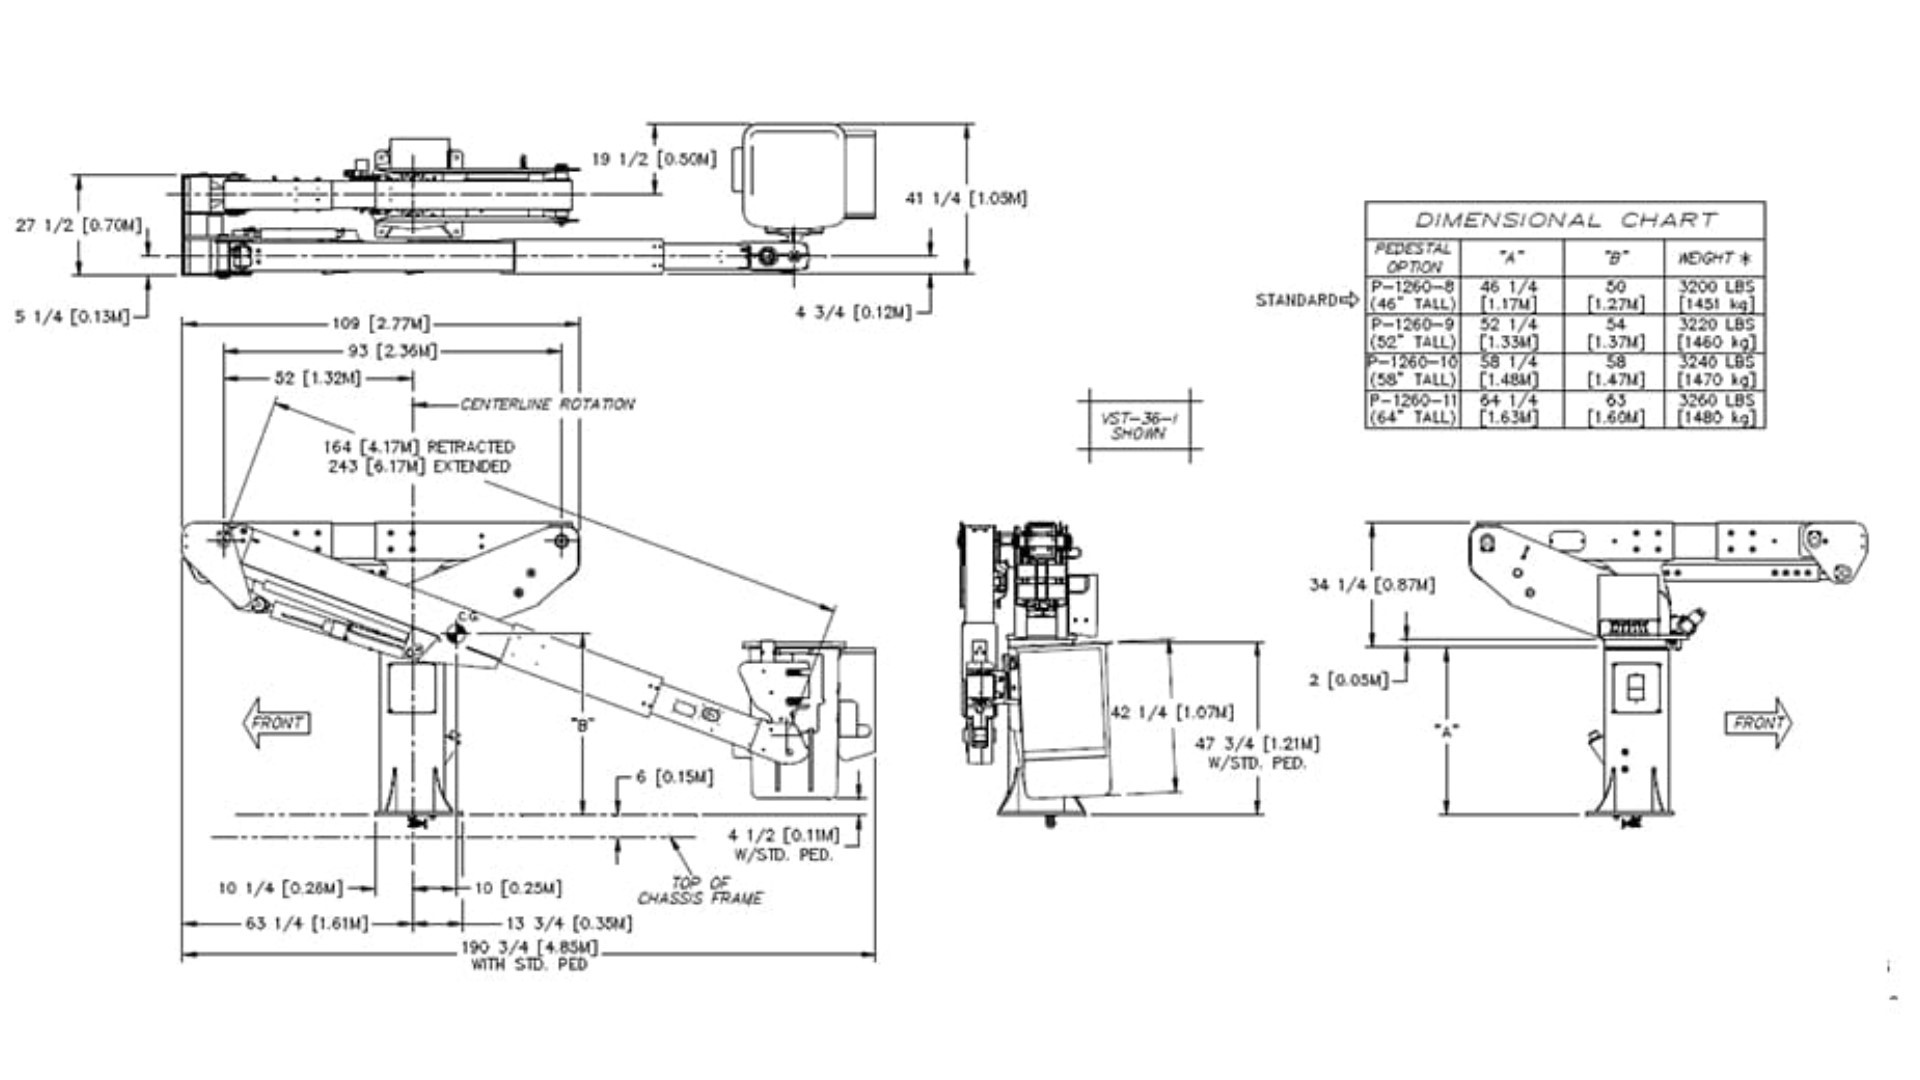 19 1/2 [0.50M]
41 1/4 [1.05M]
27 1/2 [0.70M]
5 1/4 [0.13M]
4 3/4 [0.12M]
109 [2.77M]
93 [2.36M]
52 [1.32M]
CENTERLINE ROTATION
164 [4.17M] RETRACTED
243 [6.17M] EXTENDED
C.G.
FRONT
"B"
6 [0.15M]
4 1/2 [0.11M]
W/STD. PED.
TOP OF
CHASSIS FRAME
10 1/4 [0.26M]
10 [0.25M]
63 1/4 [1.61M]
13 3/4 [0.35M]
190 3/4 [4.85M]
WITH STD. PED
VST-36-I
SHOWN
42 1/4 [1.07M]
47 3/4 [1.21M]
W/STD. PED.
DIMENSIONAL CHART
PEDESTAL OPTION "A" "B" WEIGHT *
STANDARD
P-1260-8 46 1/4 50 3200 LBS
(46" TALL) [1.17M] [1.27M] [1451 kg]
P-1260-9 52 1/4 54 3220 LBS
(52" TALL) [1.33M] [1.37M] [1460 kg]
P-1260-10 58 1/4 58 3240 LBS
(58" TALL) [1.48M] [1.47M] [1470 kg]
P-1260-11 64 1/4 63 3260 LBS
(64" TALL) [1.63M] [1.60M] [1480 kg]
34 1/4 [0.87M]
2 [0.05M]
"A"
FRONT